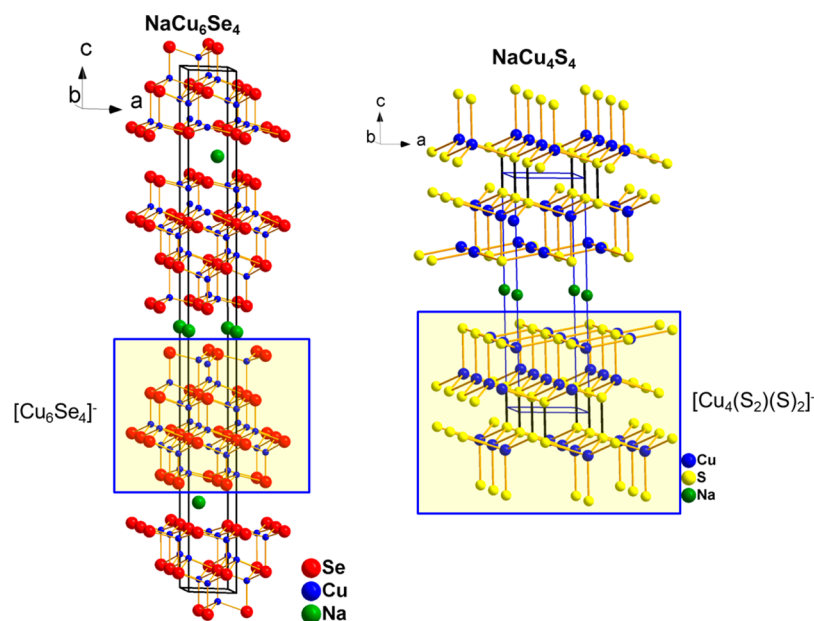 NaCu₆Se₄
c
b
a
[Cu₆Se₄]⁻
Se
Cu
Na
NaCu₄S₄
c
b
a
[Cu₄(S₂)(S)₂]⁻
Cu
S
Na